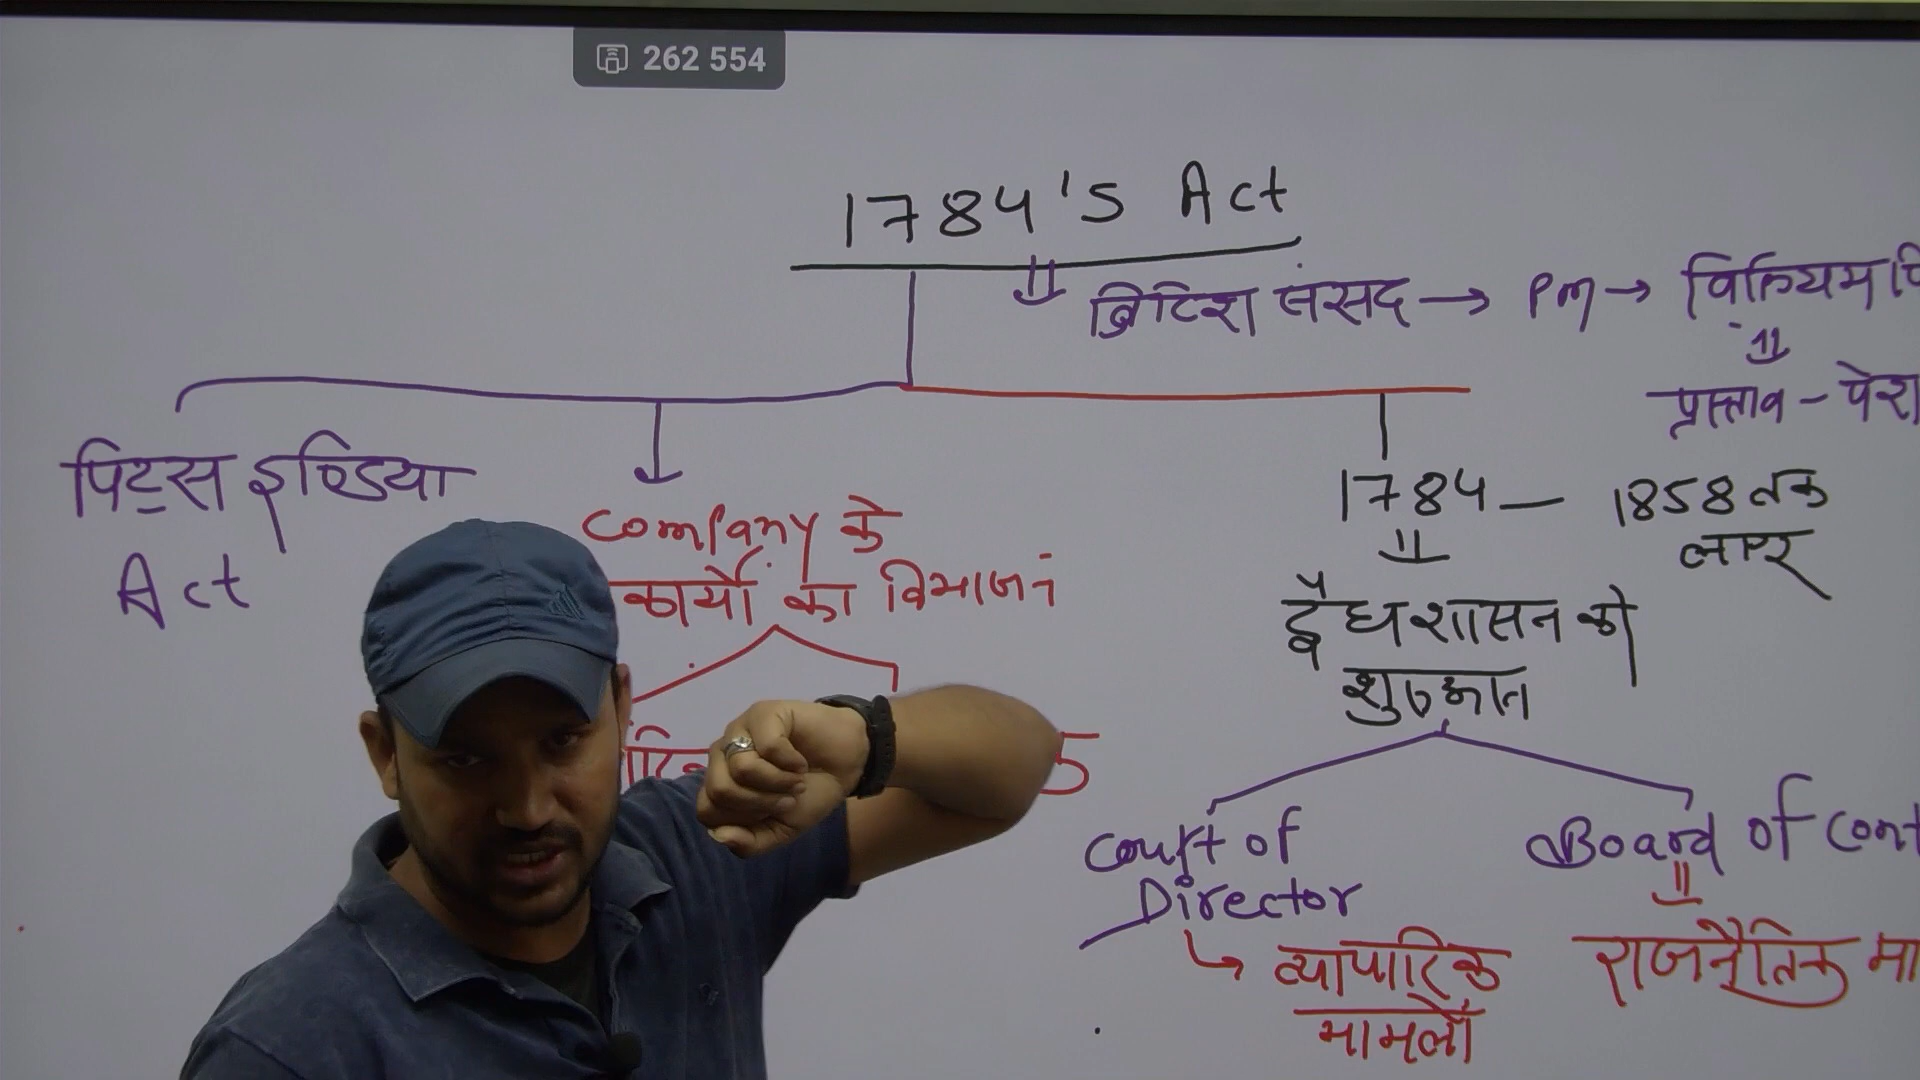 262 554
1784's Act
ब्रिटिश संसद → PM → विलियम
प्रस्ताव - पेश
पिट्स इण्डिया
Act
Company के
कार्यो का विभाजन
1784 — 1858 तक
लागू
द्वैध शासन की
शुरुआत
Court of
Director
Board of Cont
→ व्यापारिक
मामलों
राजनैतिक मा